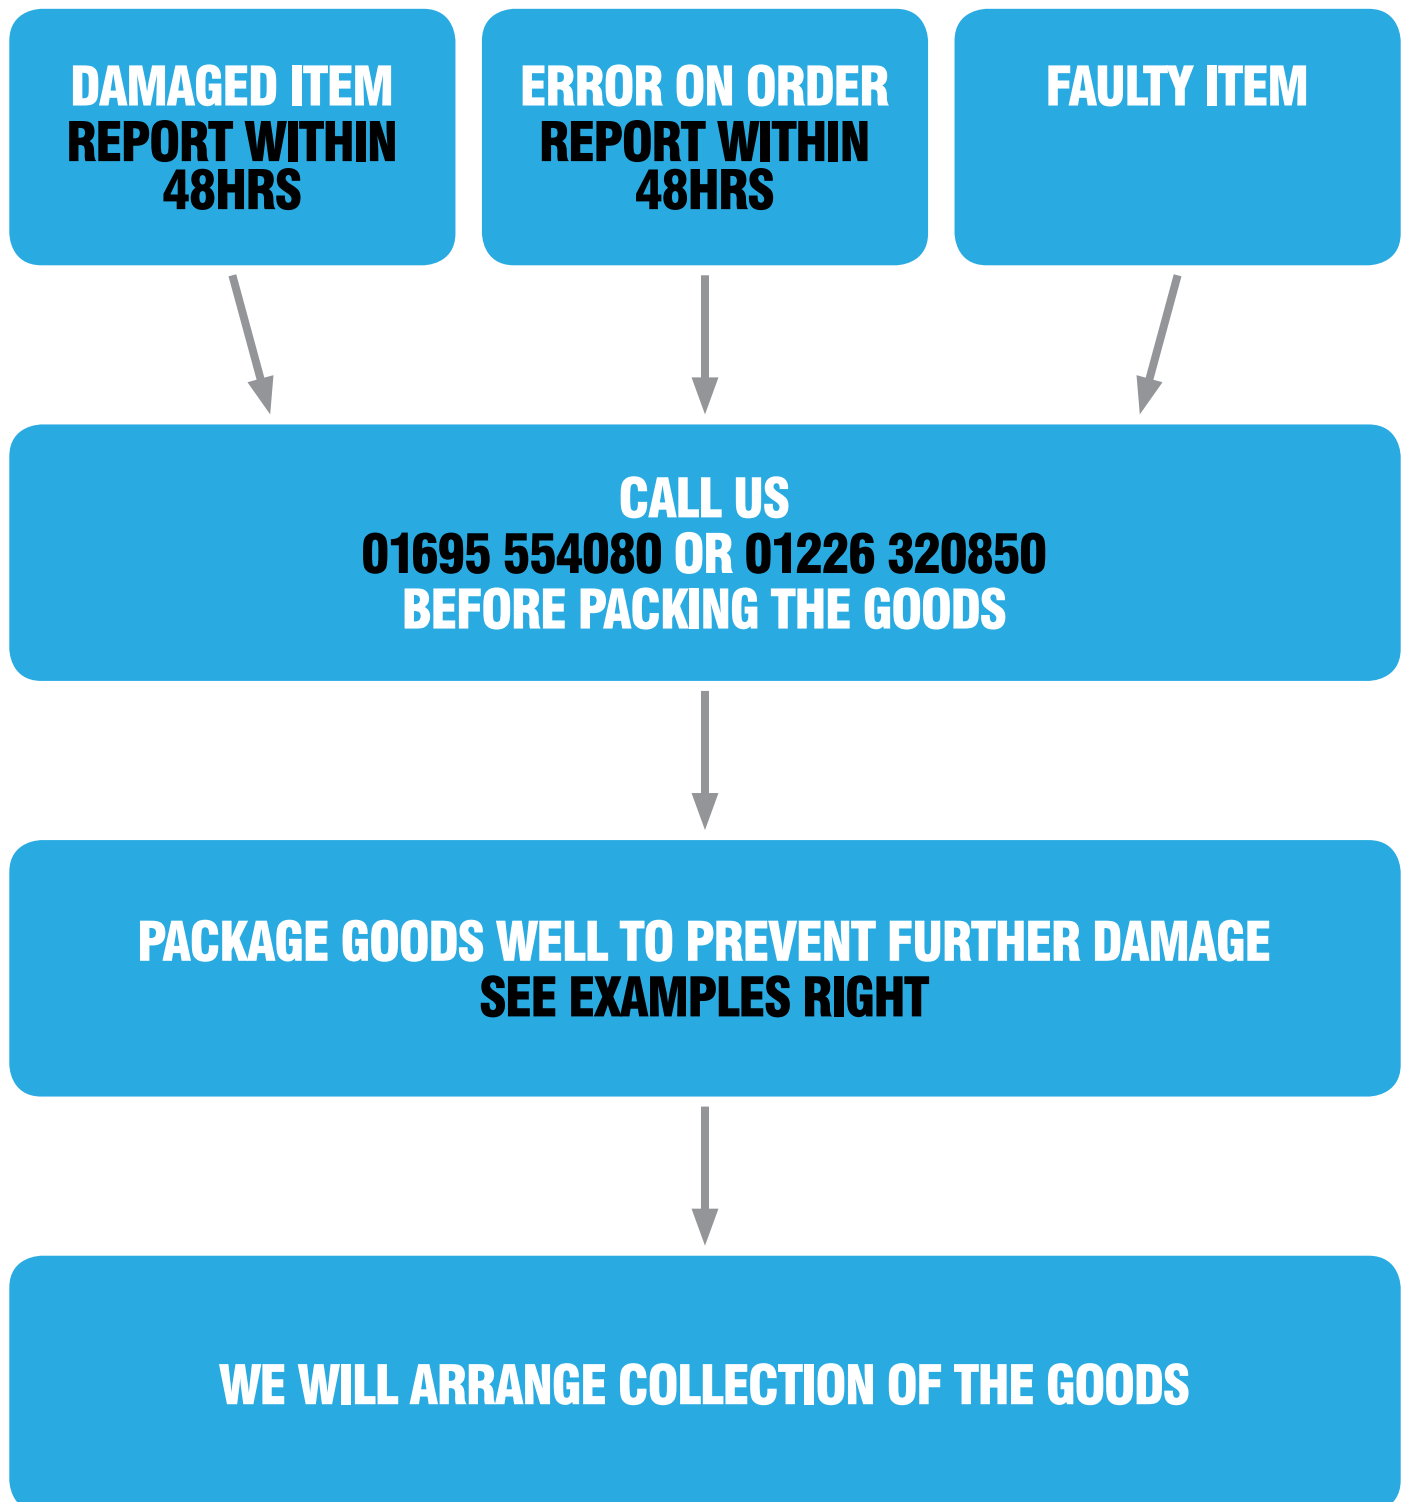 DAMAGED ITEM
REPORT WITHIN
48HRS
ERROR ON ORDER
REPORT WITHIN
48HRS
FAULTY ITEM
CALL US
01695 554080 OR 01226 320850
BEFORE PACKING THE GOODS
PACKAGE GOODS WELL TO PREVENT FURTHER DAMAGE
SEE EXAMPLES RIGHT
WE WILL ARRANGE COLLECTION OF THE GOODS